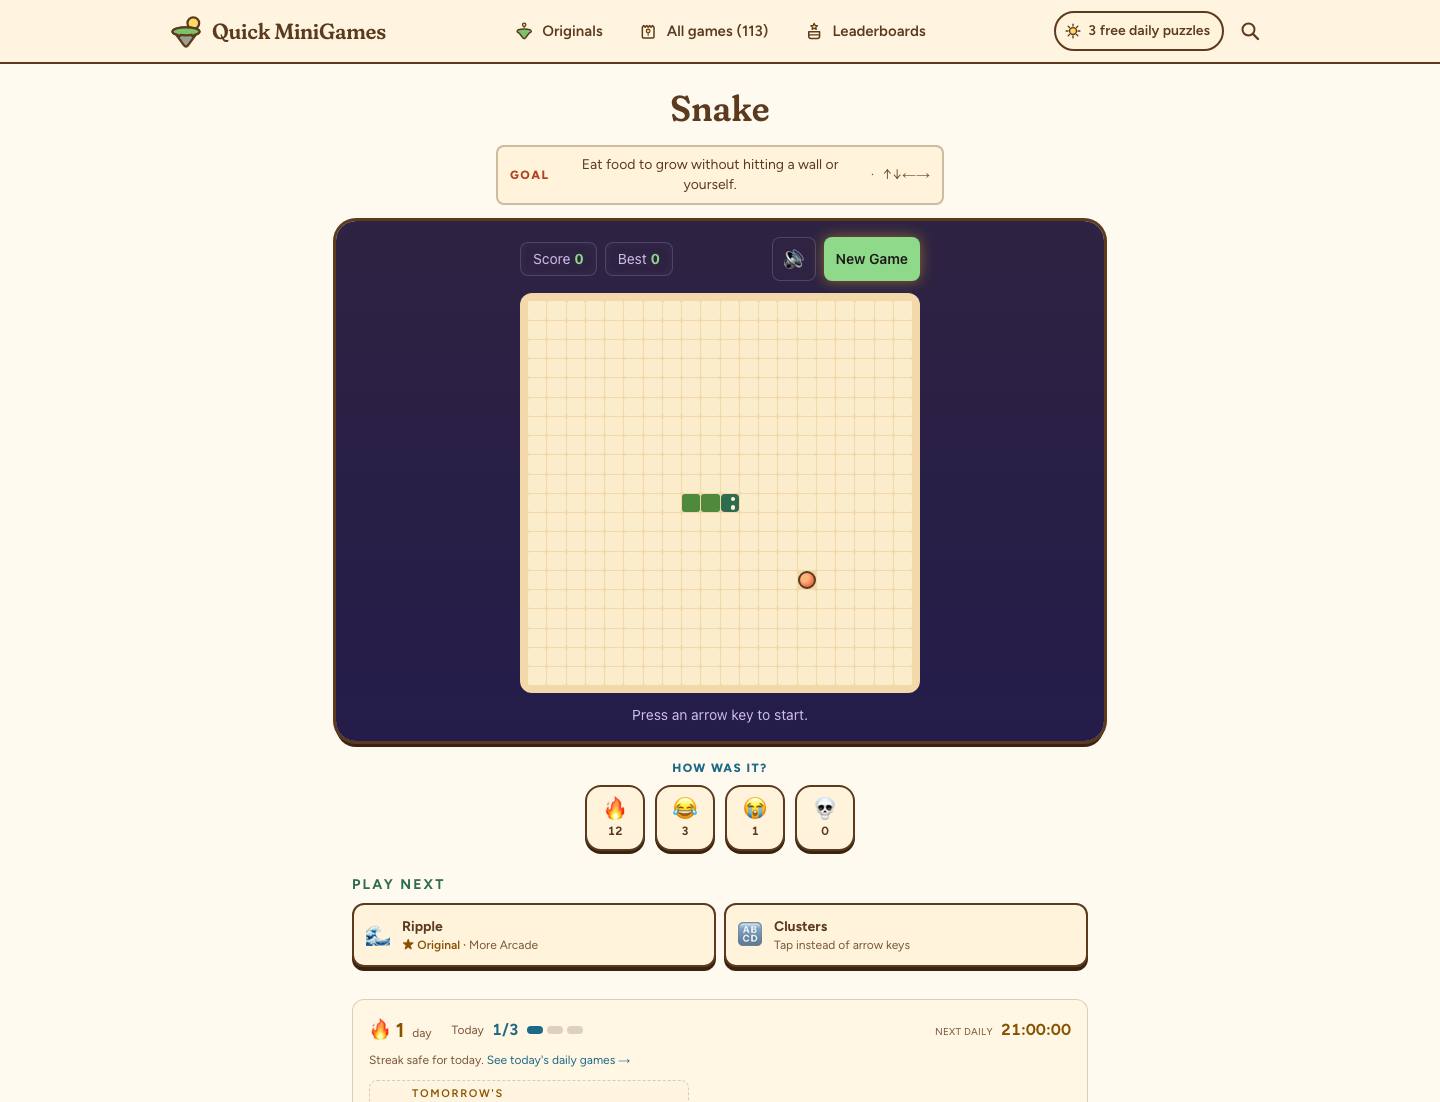 Quick MiniGames
Originals
All games (113)
Leaderboards
3 free daily puzzles
Snake
GOAL
Eat food to grow without hitting a wall or
yourself.
· ↑↓←→
Score 0
Best 0
New Game
Press an arrow key to start.
HOW WAS IT?
12
3
1
0
PLAY NEXT
Ripple
Original · More Arcade
ABCD
Clusters
Tap instead of arrow keys
1 day
Today 1/3
NEXT DAILY 21:00:00
Streak safe for today. See today's daily games →
TOMORROW'S